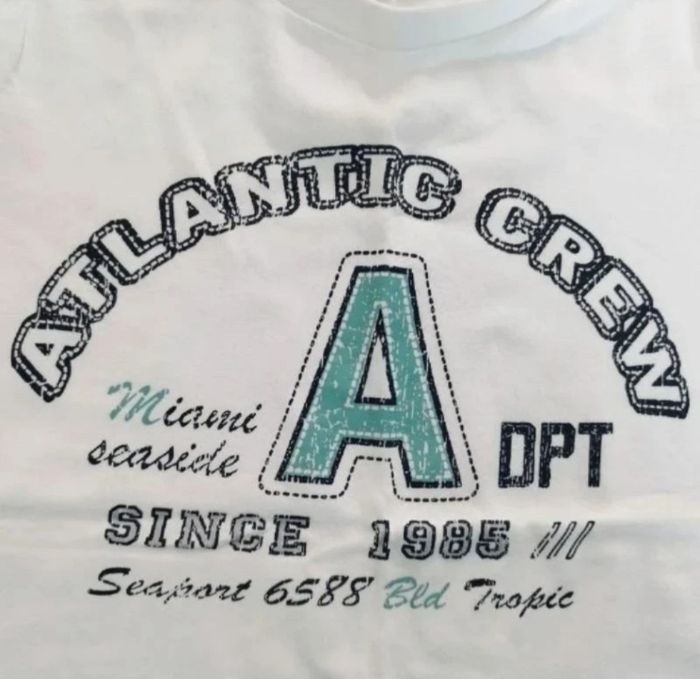 ATLANTIC CREW
A
Miami
seaside
DPT
SINCE 1985 ///
Seaport 6588 Bld Tropic